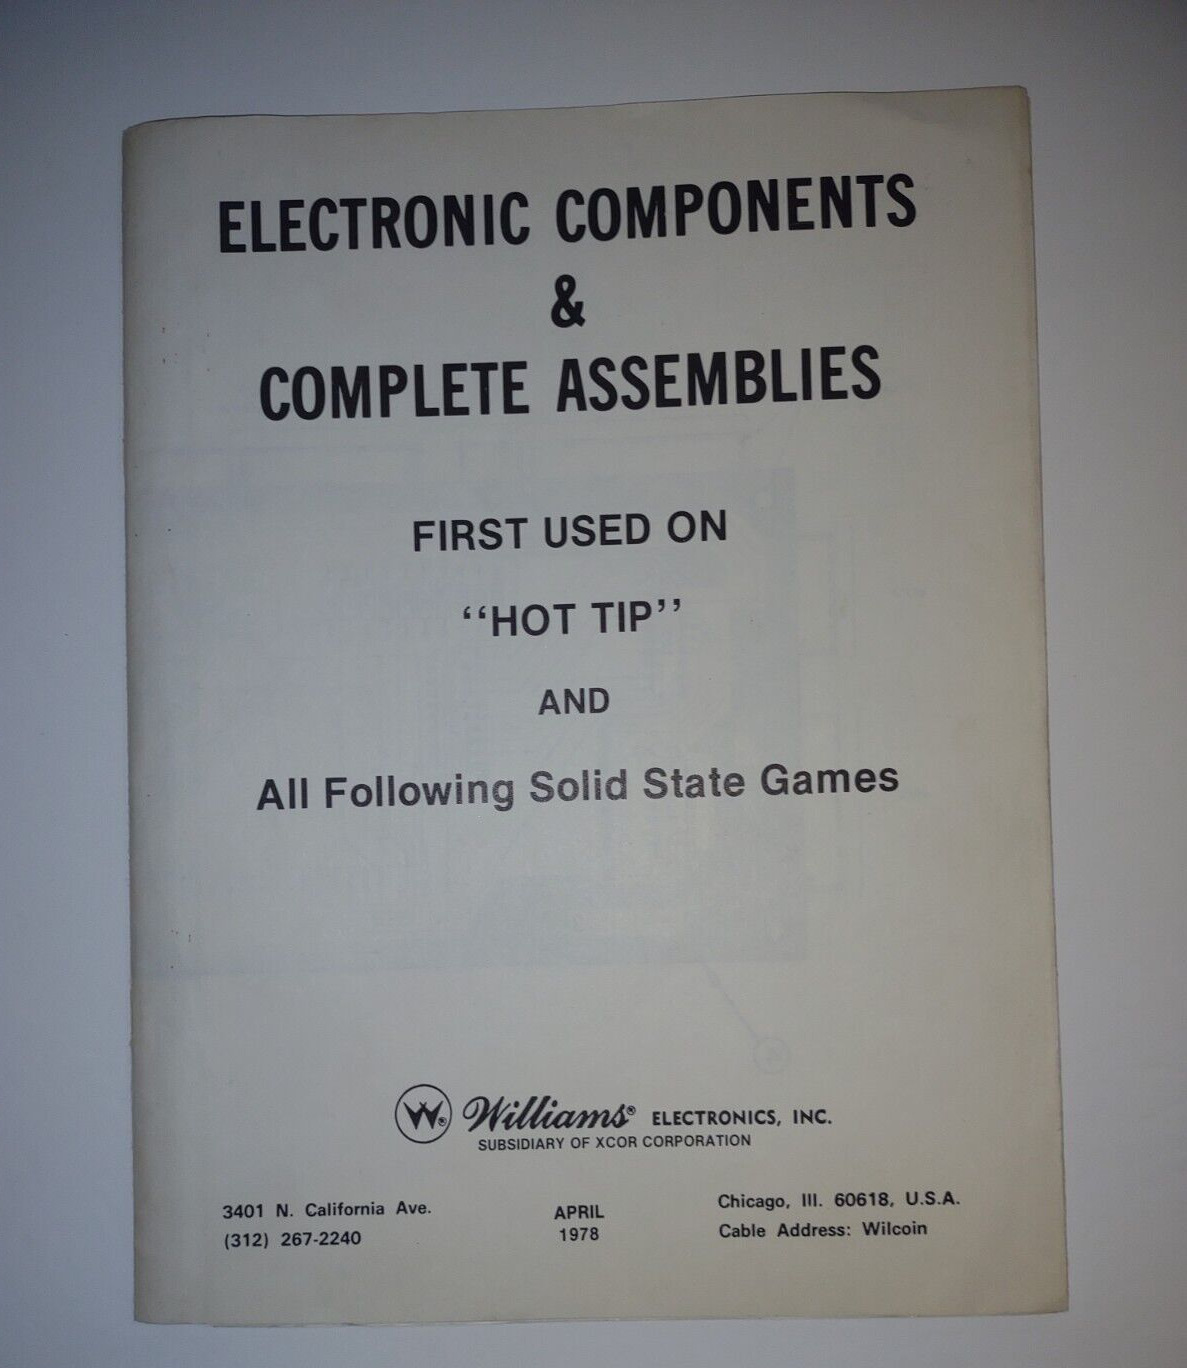 ELECTRONIC COMPONENTS
&
COMPLETE ASSEMBLIES
FIRST USED ON
‘‘HOT TIP’’
AND
All Following Solid State Games
W® Williams® ELECTRONICS, INC.
SUBSIDIARY OF XCOR CORPORATION
3401 N. California Ave.
(312) 267-2240
APRIL
1978
Chicago, Ill. 60618, U.S.A.
Cable Address: Wilcoin